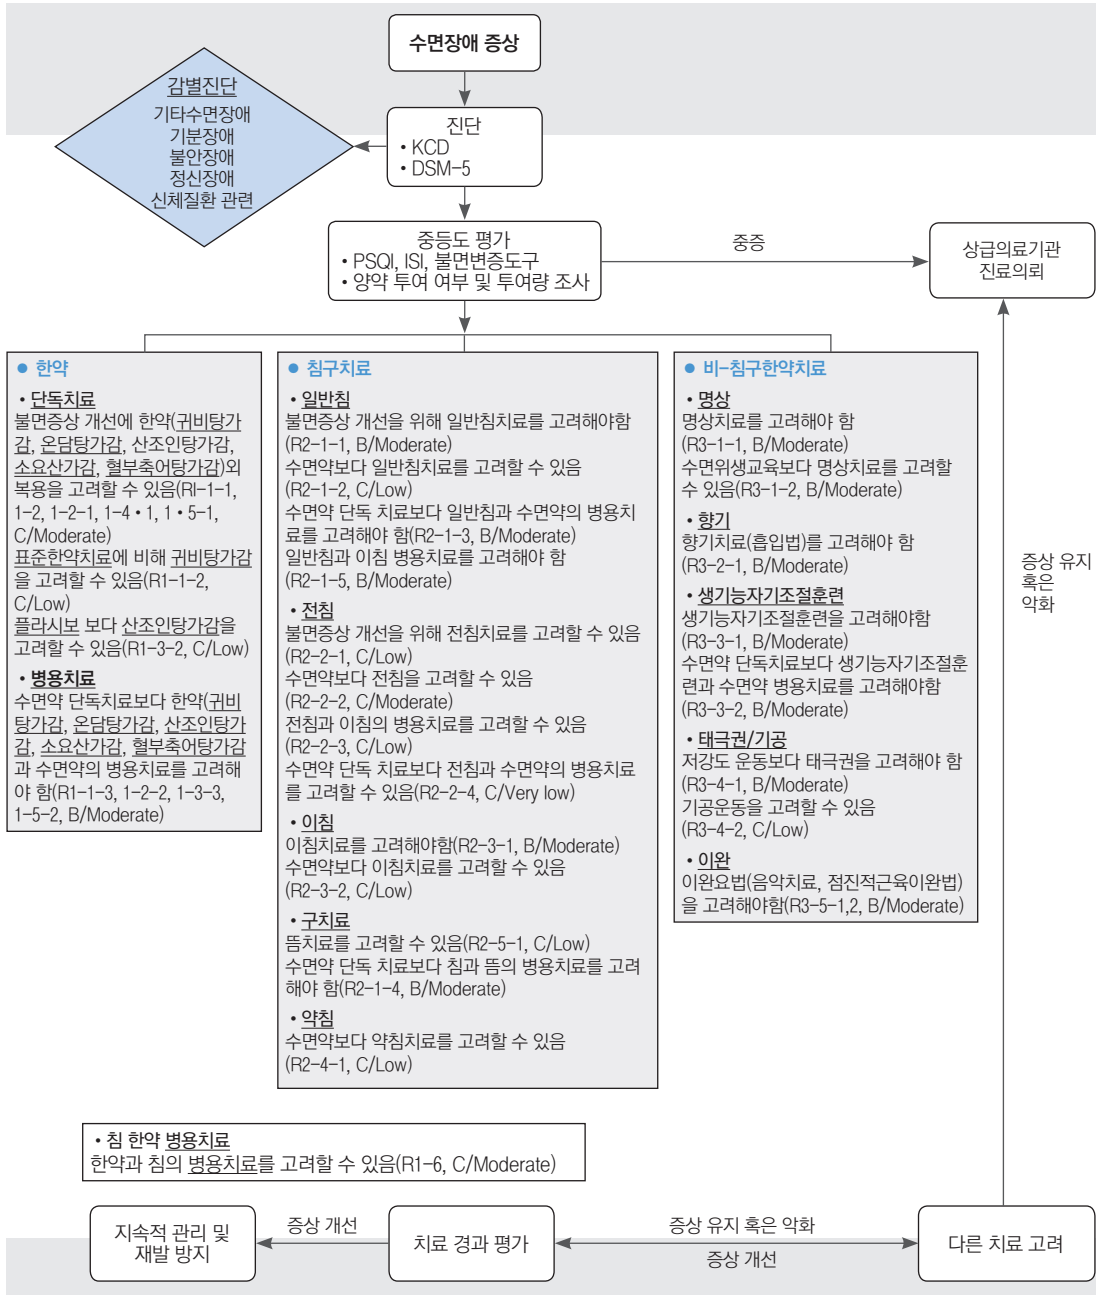 수면장애 증상
감별진단
기타수면장애
기분장애
불안장애
정신장애
신체질환 관련
진단
• KCD
• DSM-5
중등도 평가
• PSQI, ISI, 불면변증도구
• 양약 투여 여부 및 투여량 조사
중증
상급의료기관
진료의뢰
● 한약
• 단독치료
불면증상 개선에 한약(귀비탕가
감, 온담탕가감, 산조인탕가감,
소요산가감, 혈부축어탕가감)외
복용을 고려할 수 있음(RI-1-1,
1-2, 1-2-1, 1-4 • 1, 1 • 5-1,
C/Moderate)
표준한약치료에 비해 귀비탕가감
을 고려할 수 있음(R1-1-2,
C/Low)
플라시보 보다 산조인탕가감을
고려할 수 있음(R1-3-2, C/Low)
• 병용치료
수면약 단독치료보다 한약(귀비
탕가감, 온담탕가감, 산조인탕가
감, 소요산가감, 혈부축어탕가감
과 수면약의 병용치료를 고려해
야 함(R1-1-3, 1-2-2, 1-3-3,
1-5-2, B/Moderate)
● 침구치료
• 일반침
불면증상 개선을 위해 일반침치료를 고려해야함
(R2-1-1, B/Moderate)
수면약보다 일반침치료를 고려할 수 있음
(R2-1-2, C/Low)
수면약 단독 치료보다 일반침과 수면약의 병용치
료를 고려해야 함(R2-1-3, B/Moderate)
일반침과 이침 병용치료를 고려해야 함
(R2-1-5, B/Moderate)
• 전침
불면증상 개선을 위해 전침치료를 고려할 수 있음
(R2-2-1, C/Low)
수면약보다 전침을 고려할 수 있음
(R2-2-2, C/Moderate)
전침과 이침의 병용치료를 고려할 수 있음
(R2-2-3, C/Low)
수면약 단독 치료보다 전침과 수면약의 병용치료
를 고려할 수 있음(R2-2-4, C/Very low)
• 이침
이침치료를 고려해야함(R2-3-1, B/Moderate)
수면약보다 이침치료를 고려할 수 있음
(R2-3-2, C/Low)
• 구치료
뜸치료를 고려할 수 있음(R2-5-1, C/Low)
수면약 단독 치료보다 침과 뜸의 병용치료를 고려
해야 함(R2-1-4, B/Moderate)
• 약침
수면약보다 약침치료를 고려할 수 있음
(R2-4-1, C/Low)
● 비-침구한약치료
• 명상
명상치료를 고려해야 함
(R3-1-1, B/Moderate)
수면위생교육보다 명상치료를 고려할
수 있음(R3-1-2, B/Moderate)
• 향기
향기치료(흡입법)를 고려해야 함
(R3-2-1, B/Moderate)
• 생기능자기조절훈련
생기능자기조절훈련을 고려해야함
(R3-3-1, B/Moderate)
수면약 단독치료보다 생기능자기조절훈
련과 수면약 병용치료를 고려해야함
(R3-3-2, B/Moderate)
• 태극권/기공
저강도 운동보다 태극권을 고려해야 함
(R3-4-1, B/Moderate)
기공운동을 고려할 수 있음
(R3-4-2, C/Low)
• 이완
이완요법(음악치료, 점진적근육이완법)
을 고려해야함(R3-5-1,2, B/Moderate)
증상 유지
혹은
악화
• 침 한약 병용치료
한약과 침의 병용치료를 고려할 수 있음(R1-6, C/Moderate)
지속적 관리 및
재발 방지
증상 개선
치료 경과 평가
증상 유지 혹은 악화
증상 개선
다른 치료 고려